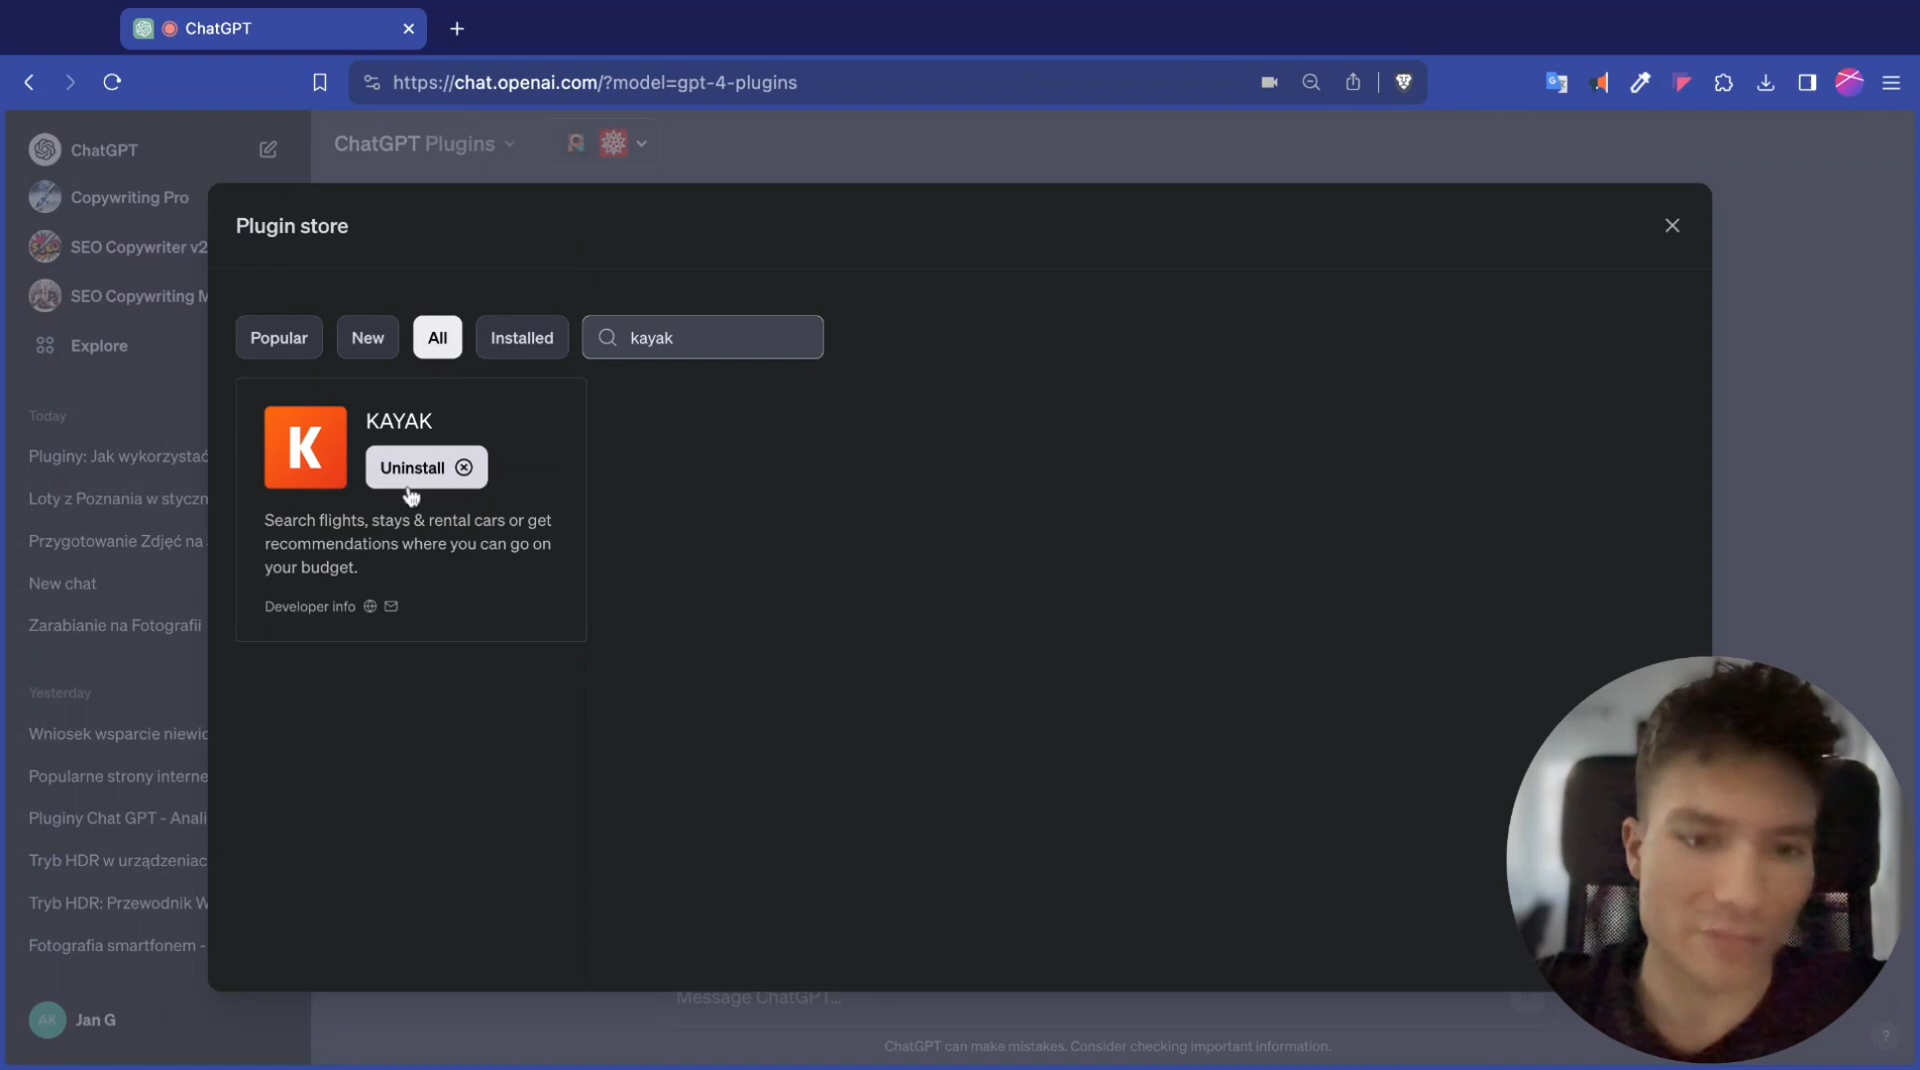 ChatGPT
https://chat.openai.com/?model=gpt-4-plugins
ChatGPT
ChatGPT Plugins
Copywriting Pro
SEO Copywriter v2
SEO Copywriting M
Explore
Plugin store
Popular
New
All
Installed
kayak
K
KAYAK
Uninstall
Search flights, stays & rental cars or get
recommendations where you can go on
your budget.
Developer info
Today
Pluginy: Jak wykorzystać
Loty z Poznania w styczn
Przygotowanie Zdjęć na
New chat
Zarabianie na Fotografii
Yesterday
Wniosek wsparcie niewid
Popularne strony interne
Pluginy Chat GPT - Anali
Tryb HDR w urządzeniac
Tryb HDR: Przewodnik W
Fotografia smartfonem -
AK
Jan G
Message ChatGPT...
ChatGPT can make mistakes. Consider checking important information.
?